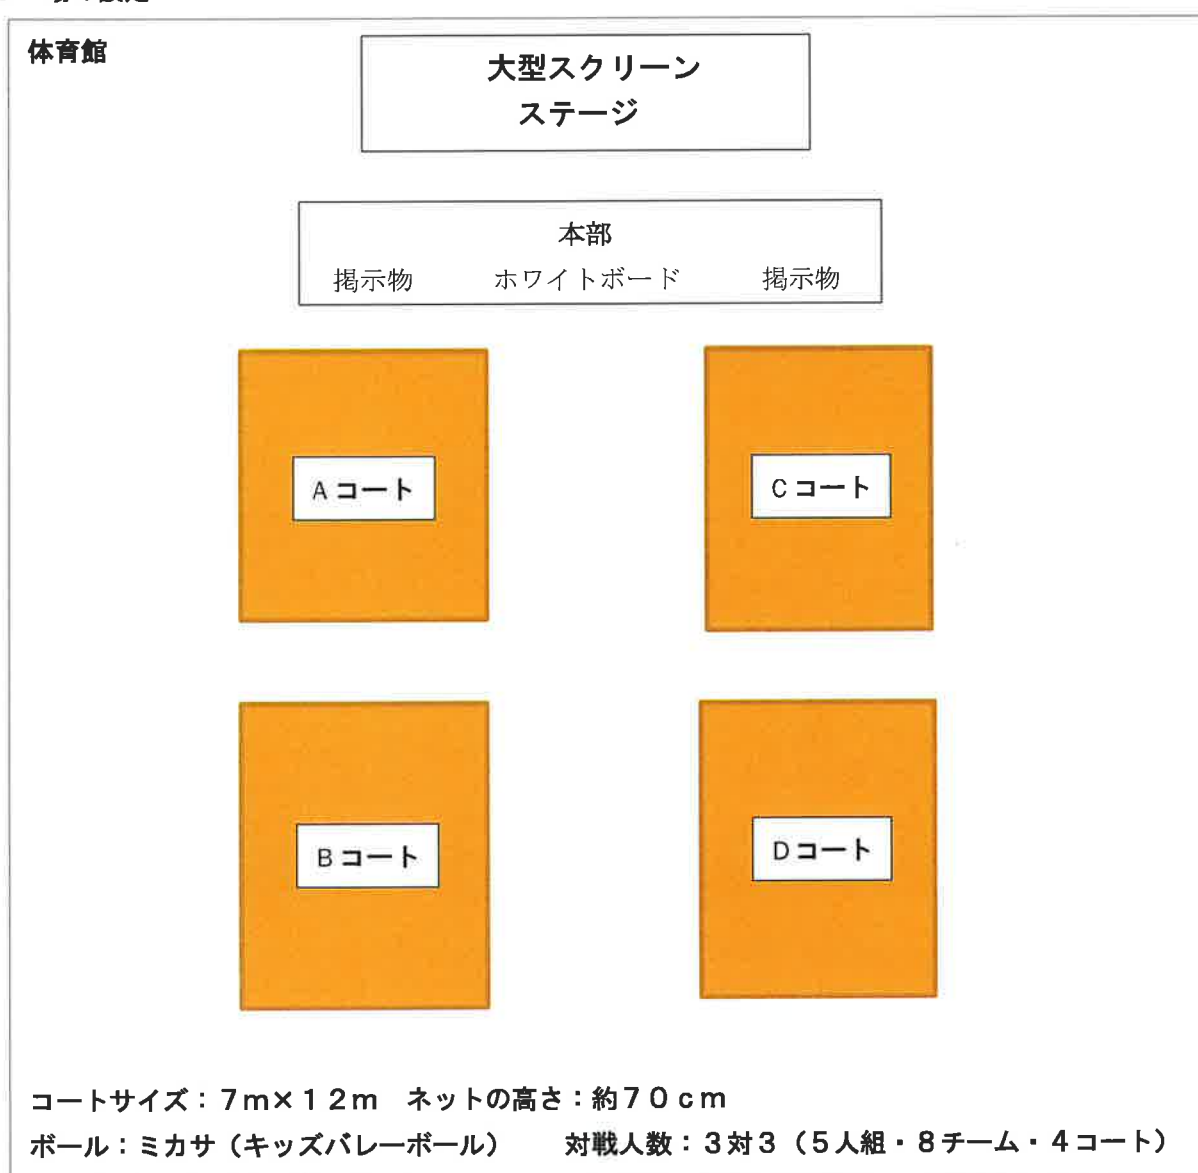 体育館
大型スクリーン
ステージ
本部
掲示物 ホワイトボード 掲示物
Aコート
Cコート
Bコート
Dコート
コートサイズ：7m×12m ネットの高さ：約70cm
ボール：ミカサ（キッズバレーボール） 対戦人数：3対3（5人組・8チーム・4コート）